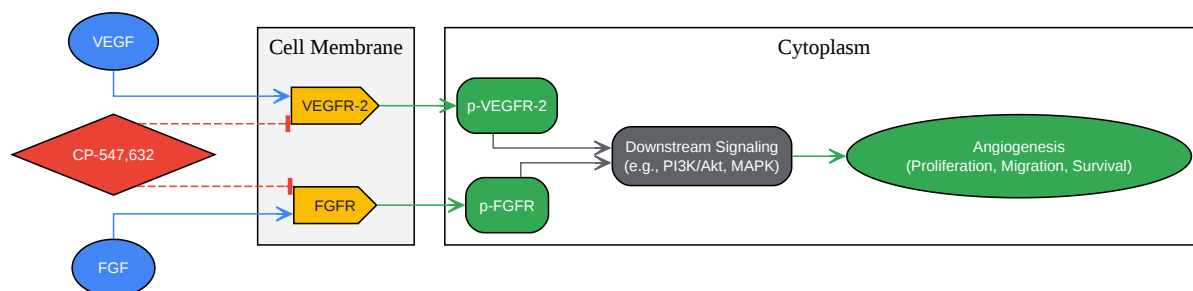 VEGF
Cell Membrane
Cytoplasm
VEGFR-2
p-VEGFR-2
CP-547,632
Downstream Signaling
(e.g., PI3K/Akt, MAPK)
Angiogenesis
(Proliferation, Migration, Survival)
FGFR
p-FGFR
FGF